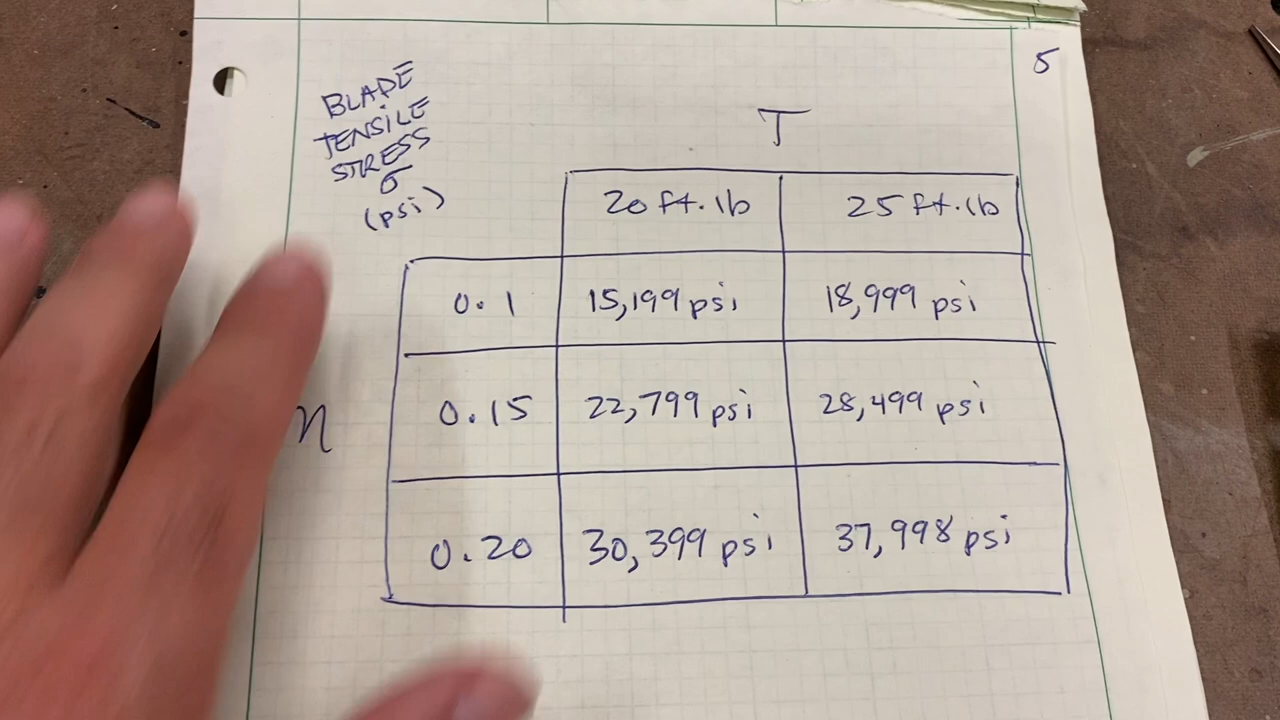 5
BLADE
TENSILE
STRESS
σ
(psi)
T
20 ft.lb 25 ft.lb
0.1 15,199 psi 18,999 psi
0.15 22,799 psi 28,499 psi
n
0.20 30,399 psi 37,998 psi